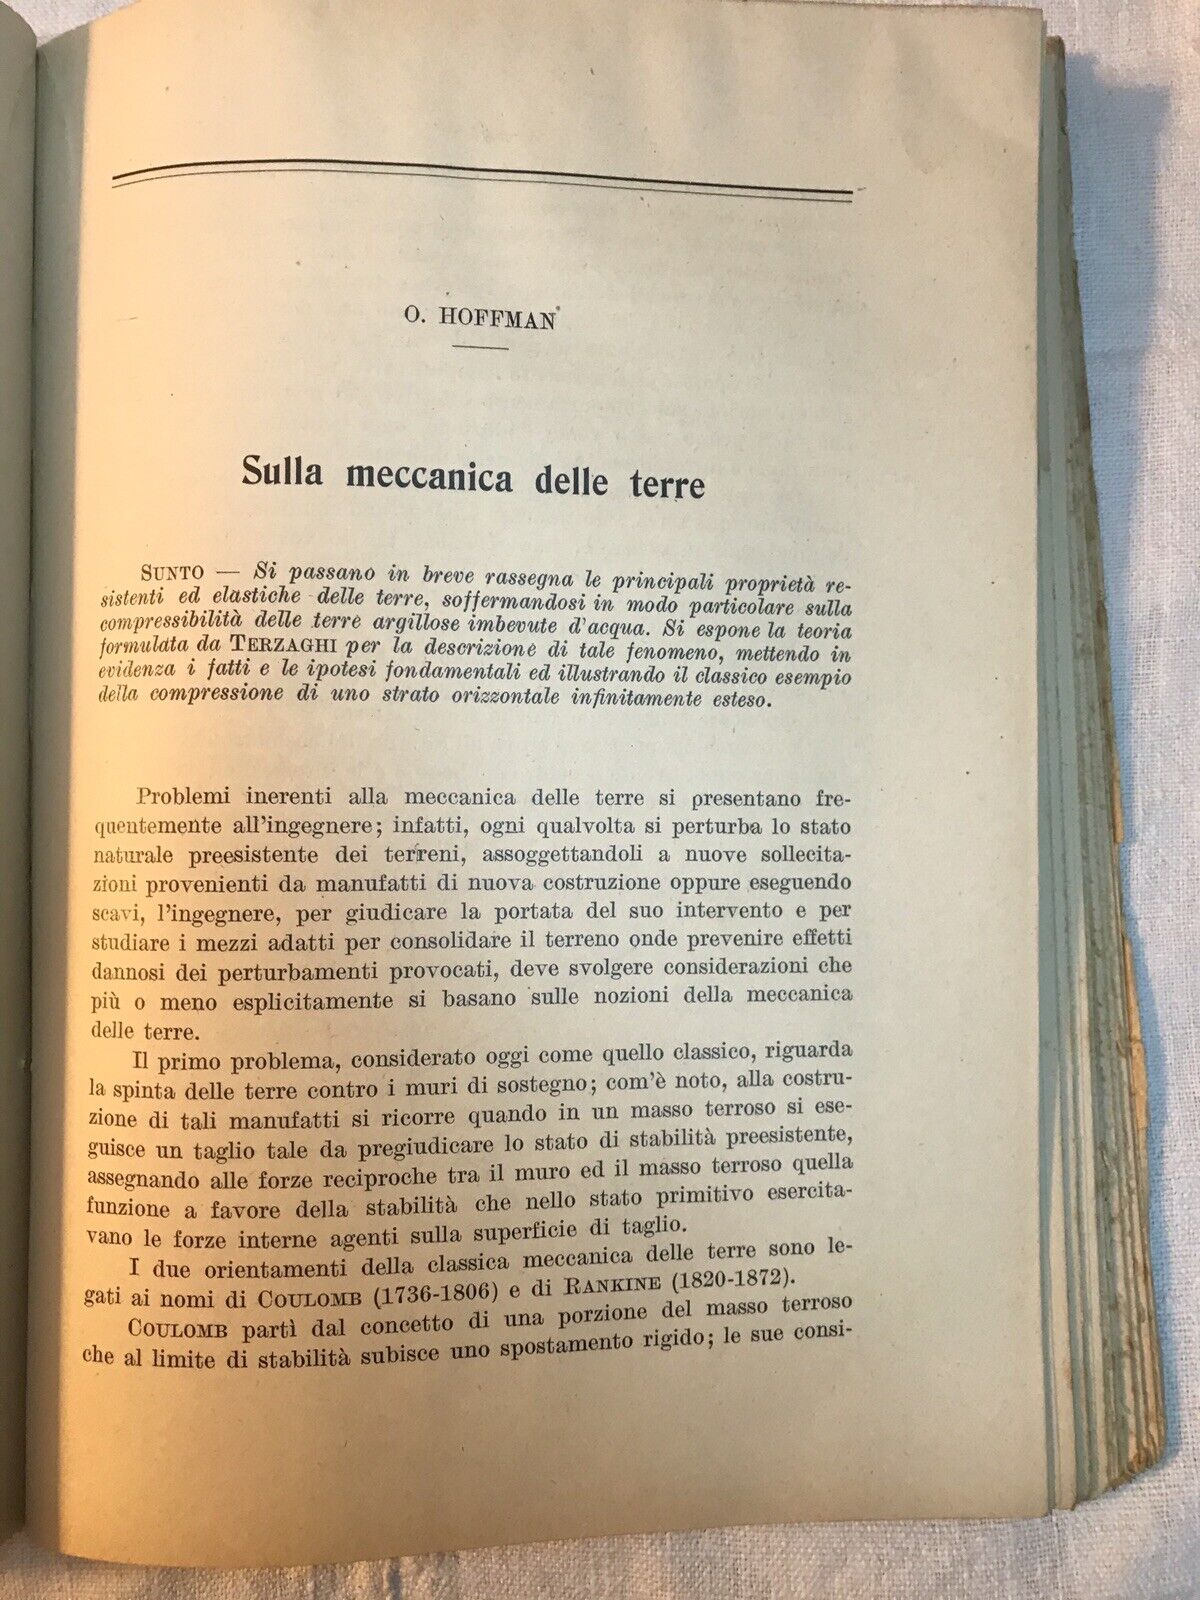 O. HOFFMAN
Sulla meccanica delle terre
SUNTO — Si passano in breve rassegna le principali proprietà re-
sistenti ed elastiche delle terre, soffermandosi in modo particolare sulla
compressibilità delle terre argillose imbevute d'acqua. Si espone la teoria
formulata da TERZAGHI per la descrizione di tale fenomeno, mettendo in
evidenza i fatti e le ipotesi fondamentali ed illustrando il classico esempio
della compressione di uno strato orizzontale infinitamente esteso.
Problemi inerenti alla meccanica delle terre si presentano fre-
quentemente all'ingegnere; infatti, ogni qualvolta si perturba lo stato
naturale preesistente dei terreni, assoggettandoli a nuove sollecita-
zioni provenienti da manufatti di nuova costruzione oppure eseguendo
scavi, l'ingegnere, per giudicare la portata del suo intervento e per
studiare i mezzi adatti per consolidare il terreno onde prevenire effetti
dannosi dei perturbamenti provocati, deve svolgere considerazioni che
più o meno esplicitamente si basano sulle nozioni della meccanica
delle terre.
Il primo problema, considerato oggi come quello classico, riguarda
la spinta delle terre contro i muri di sostegno; com'è noto, alla costru-
zione di tali manufatti si ricorre quando in un masso terroso si ese-
guisce un taglio tale da pregiudicare lo stato di stabilità preesistente,
assegnando alle forze reciproche tra il muro ed il masso terroso quella
funzione a favore della stabilità che nello stato primitivo esercita-
vano le forze interne agenti sulla superficie di taglio.
I due orientamenti della classica meccanica delle terre sono le-
gati ai nomi di COULOMB (1736-1806) e di RANKINE (1820-1872).
COULOMB partì dal concetto di una porzione del masso terroso
che al limite di stabilità subisce uno spostamento rigido; le sue consi-